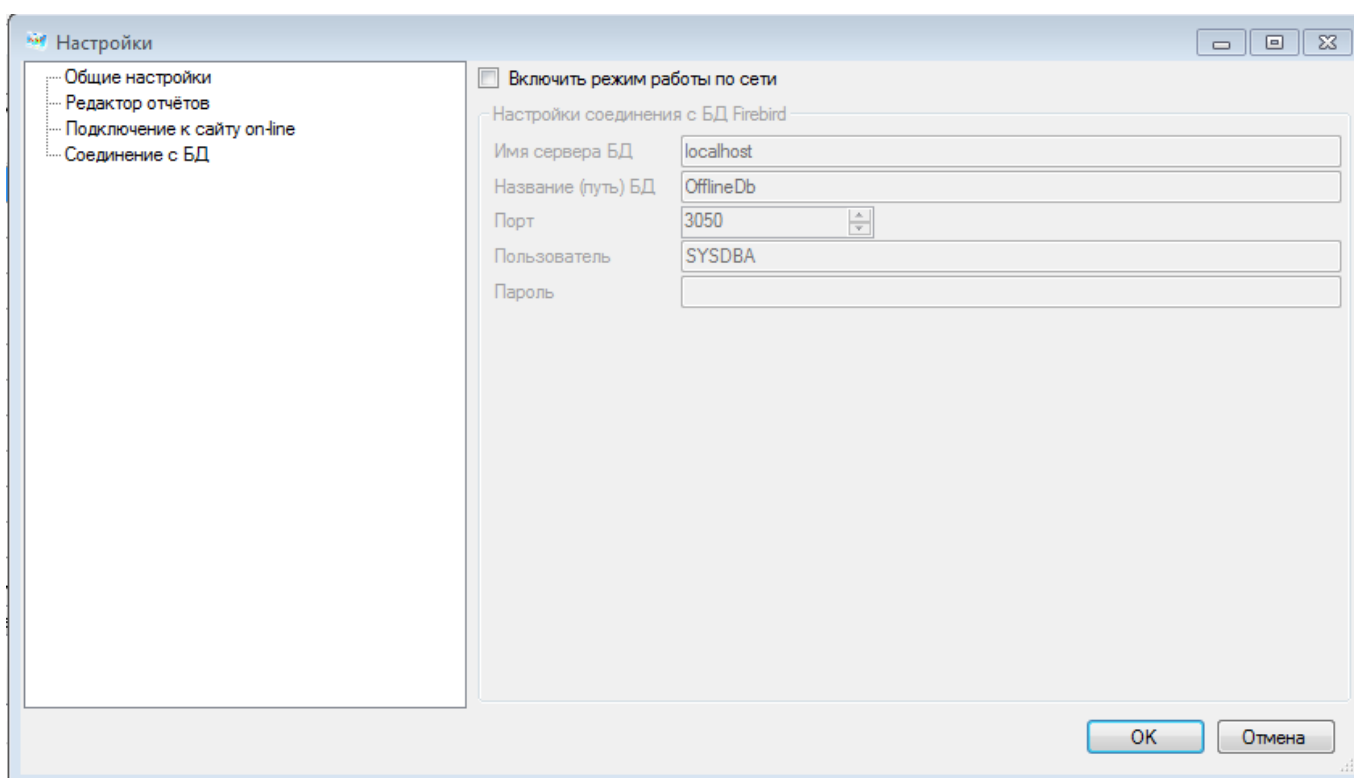 Настройки
Общие настройки
Редактор отчётов
Подключение к сайту on-line
Соединение с БД
Включить режим работы по сети
Настройки соединения с БД Firebird
Имя сервера БД localhost
Название (путь) БД OfflineDb
Порт 3050
Пользователь SYSDBA
Пароль
OK Отмена